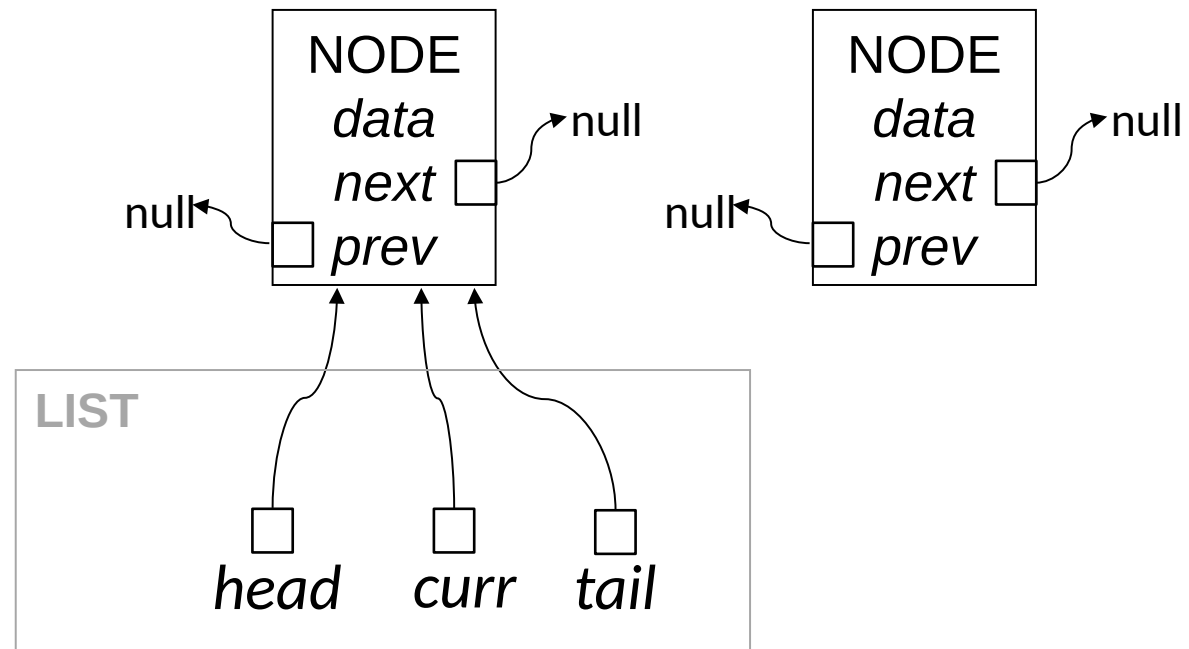 NODE
data
next
prev
null
null
NODE
data
next
prev
null
null
LIST
head
curr
tail